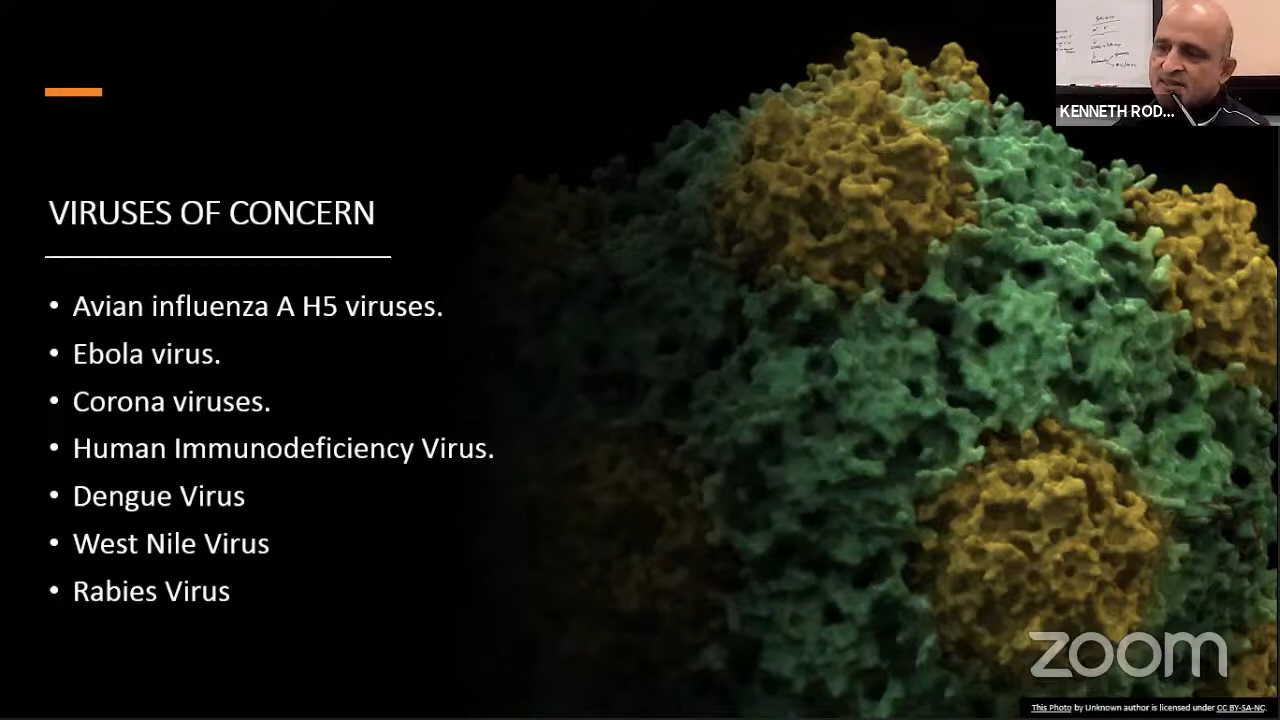 KENNETH ROD...
VIRUSES OF CONCERN
• Avian influenza A H5 viruses.
• Ebola virus.
• Corona viruses.
• Human Immunodeficiency Virus.
• Dengue Virus
• West Nile Virus
• Rabies Virus
zoom
This Photo by Unknown author is licensed under CC BY-SA-NC.